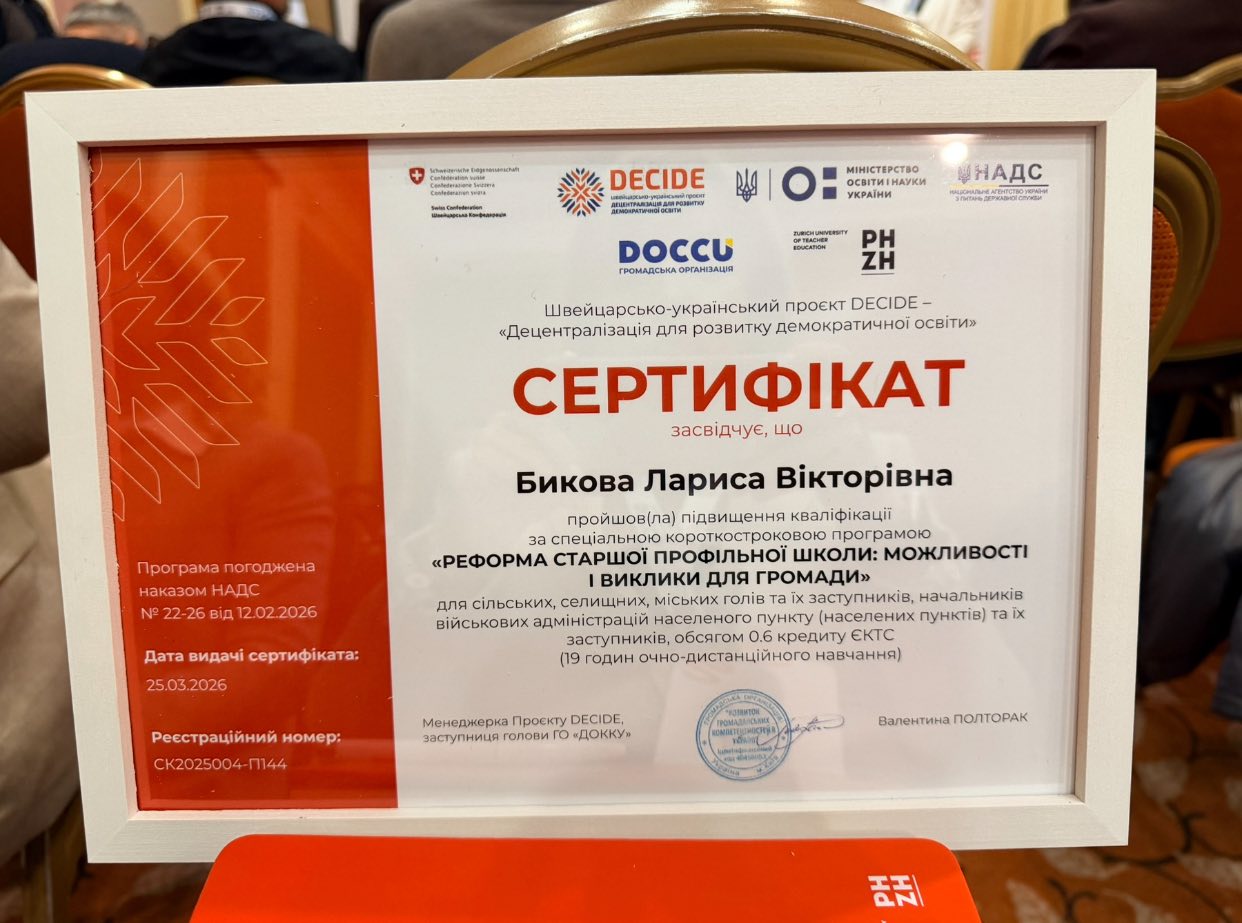 Schweizerische Eidgenossenschaft
Confédération suisse
Confederazione Svizzera
Confederaziun svizra
Swiss Confederation
Швейцарська Конфедерація
DECIDE
швейцарсько-український проєкт
ДЕЦЕНТРАЛІЗАЦІЯ ДЛЯ РОЗВИТКУ
ДЕМОКРАТИЧНОЇ ОСВІТИ
МІНІСТЕРСТВО
ОСВІТИ І НАУКИ
УКРАЇНИ
НАДС
НАЦІОНАЛЬНЕ АГЕНТСТВО УКРАЇНИ
З ПИТАНЬ ДЕРЖАВНОЇ СЛУЖБИ
DOCCU
ГРОМАДСЬКА ОРГАНІЗАЦІЯ
ZURICH UNIVERSITY
OF TEACHER
EDUCATION
PH
ZH
Швейцарсько-український проєкт DECIDE –
«Децентралізація для розвитку демократичної освіти»
СЕРТИФІКАТ
засвідчує, що
Бикова Лариса Вікторівна
пройшов(ла) підвищення кваліфікації
за спеціальною короткостроковою програмою
«РЕФОРМА СТАРШОЇ ПРОФІЛЬНОЇ ШКОЛИ: МОЖЛИВОСТІ
І ВИКЛИКИ ДЛЯ ГРОМАДИ»
для сільських, селищних, міських голів та їх заступників, начальників
військових адміністрацій населеного пункту (населених пунктів) та їх
заступників, обсягом 0.6 кредиту ЄКТС
(19 годин очно-дистанційного навчання)
Програма погоджена
наказом НАДС
№ 22-26 від 12.02.2026
Дата видачі сертифіката:
25.03.2026
Реєстраційний номер:
СК2025004-П144
Менеджерка Проєкту DECIDE,
заступниця голови ГО «ДОККУ»
ГРОМАДСЬКА ОРГАНІЗАЦІЯ
"РОЗВИТОК
ГРОМАДЯНСЬКИХ
КОМПЕТЕНТНОСТЕЙ В
УКРАЇНІ"
Валентина ПОЛТОРАК
PH
ZH